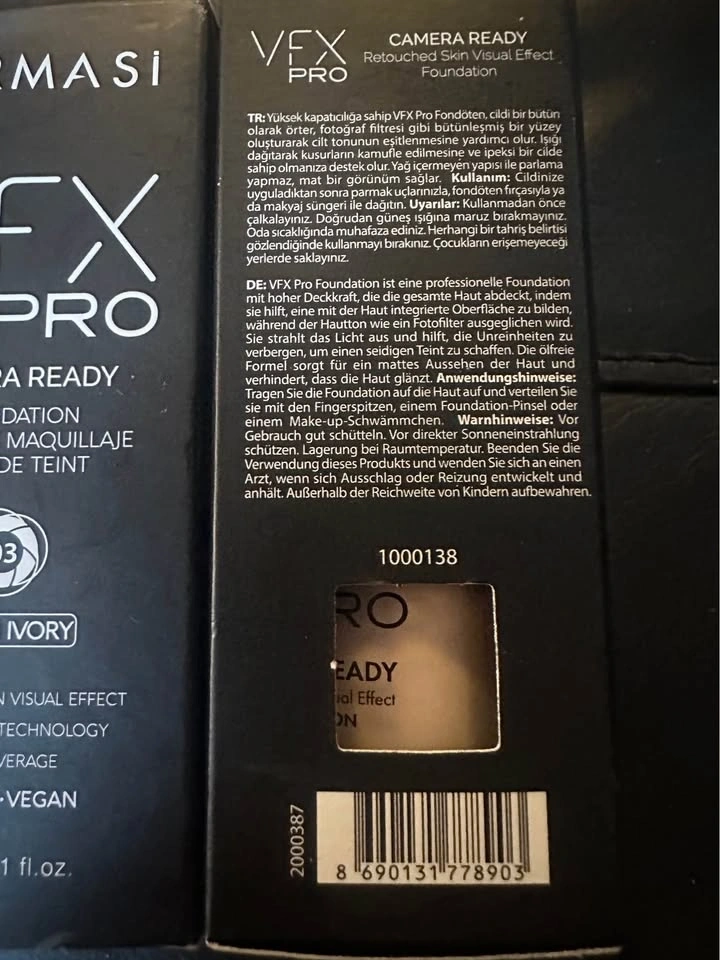 RMASi
FX
PRO
RA READY
DATION
MAQUILLAJE
DE TEINT
03
IVORY
N VISUAL EFFECT
TECHNOLOGY
VERAGE
VEGAN
1 fl.oz.
VFX
PRO
CAMERA READY
Retouched Skin Visual Effect
Foundation
TR: Yüksek kapatıcılığa sahip VFX Pro Fondöten, cildi bir bütün
olarak örter, fotoğraf filtresi gibi bütünleşmiş bir yüzey
oluşturarak cilt tonunun eşitlenmesine yardımcı olur. Işığı
dağıtarak kusurların kamufle edilmesine ve ipeksi bir cilde
sahip olmanıza destek olur. Yağ içermeyen yapısı ile parlama
yapmaz, mat bir görünüm sağlar. Kullanım: Cildinize
uyguladıktan sonra parmak uçlarınızla, fondöten fırçasıyla ya
da makyaj süngeri ile dağıtın. Uyarılar: Kullanmadan önce
çalkalayınız. Doğrudan güneş ışığına maruz bırakmayınız.
Oda sıcaklığında muhafaza ediniz. Herhangi bir tahriş belirtisi
gözlendiğinde kullanmayı bırakınız. Çocukların erişemeyeceği
yerlerde saklayınız.
DE: VFX Pro Foundation ist eine professionelle Foundation
mit hoher Deckkraft, die die gesamte Haut abdeckt, indem
sie hilft, eine mit der Haut integrierte Oberfläche zu bilden,
während der Hautton wie ein Fotofilter ausgeglichen wird.
Sie strahlt das Licht aus und hilft, die Unreinheiten zu
verbergen, um einen seidigen Teint zu schaffen. Die ölfreie
Formel sorgt für ein mattes Aussehen der Haut und
verhindert, dass die Haut glänzt. Anwendungshinweise:
Tragen Sie die Foundation auf die Haut auf und verteilen Sie
sie mit den Fingerspitzen, einem Foundation-Pinsel oder
einem Make-up-Schwämmchen. Warnhinweise: Vor
Gebrauch gut schütteln. Vor direkter Sonneneinstrahlung
schützen. Lagerung bei Raumtemperatur. Beenden Sie die
Verwendung dieses Produkts und wenden Sie sich an einen
Arzt, wenn sich Ausschlag oder Reizung entwickelt und
anhält. Außerhalb der Reichweite von Kindern aufbewahren.
1000138
RO
EADY
ual Effect
ON
2000387
8 690131 778903